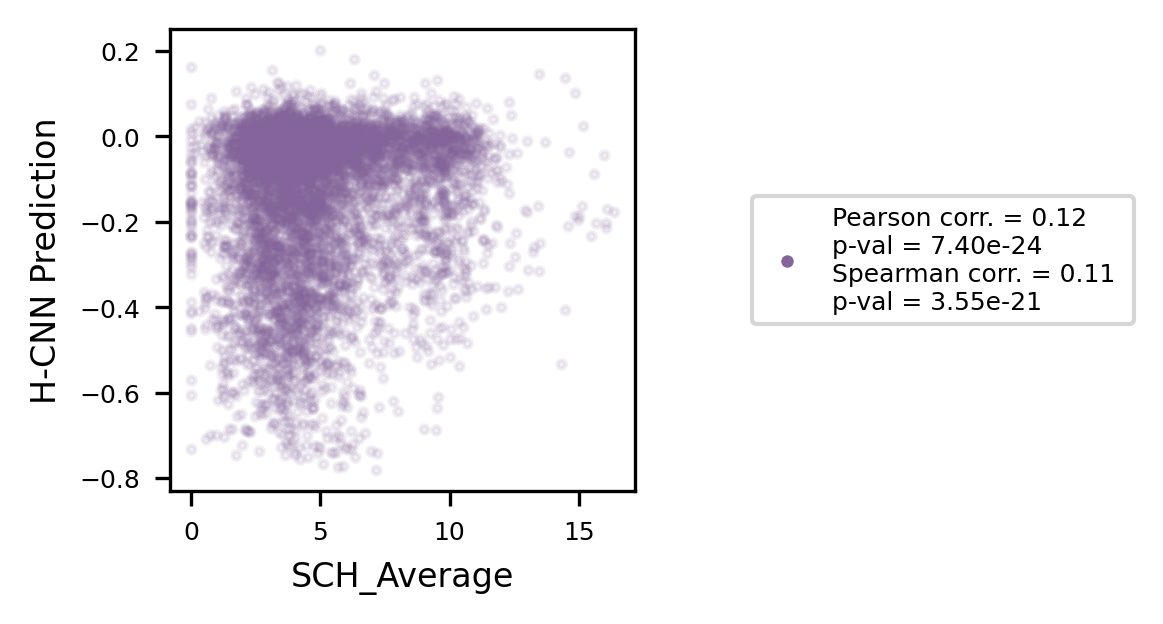 0.2
0.0
−0.2
−0.4
−0.6
−0.8
H-CNN Prediction
0
5
10
15
SCH_Average
Pearson corr. = 0.12
p-val = 7.40e-24
Spearman corr. = 0.11
p-val = 3.55e-21